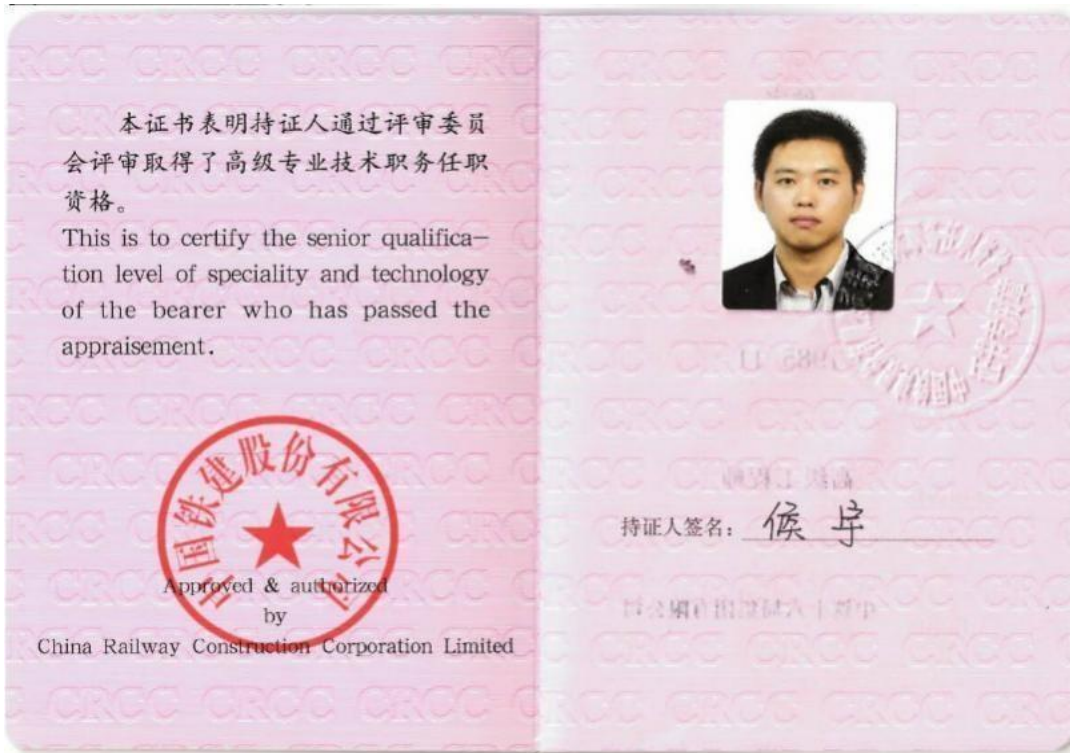 本证书表明持证人通过评审委员
会评审取得了高级专业技术职务任职
资格。
This is to certify the senior qualifica—
tion level of speciality and technology
of the bearer who has passed the
appraisement.
中国铁建股份有限公司
Approved & authorized
by
China Railway Construction Corporation Limited
持证人签名：侯宇
CRCC